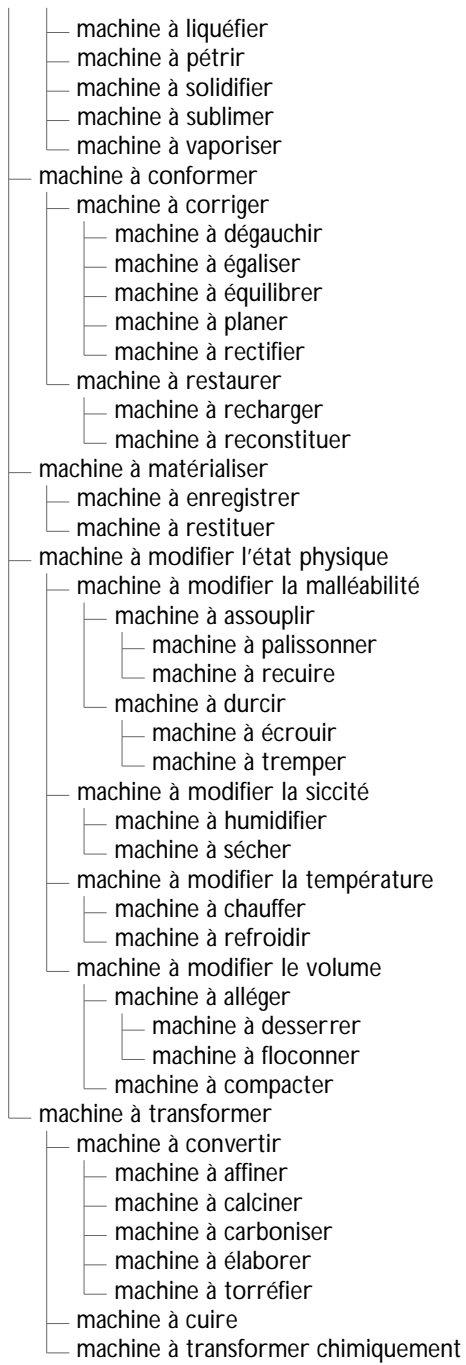 machine à liquéfier
machine à pétrir
machine à solidifier
machine à sublimer
machine à vaporiser
machine à conformer
machine à corriger
machine à dégauchir
machine à égaliser
machine à équilibrer
machine à planer
machine à rectifier
machine à restaurer
machine à recharger
machine à reconstituer
machine à matérialiser
machine à enregistrer
machine à restituer
machine à modifier l'état physique
machine à modifier la malléabilité
machine à assouplir
machine à palissonner
machine à recuire
machine à durcir
machine à écrouir
machine à tremper
machine à modifier la siccité
machine à humidifier
machine à sécher
machine à modifier la température
machine à chauffer
machine à refroidir
machine à modifier le volume
machine à alléger
machine à desserrer
machine à floconner
machine à compacter
machine à transformer
machine à convertir
machine à affiner
machine à calciner
machine à carboniser
machine à élaborer
machine à torréfier
machine à cuire
machine à transformer chimiquement